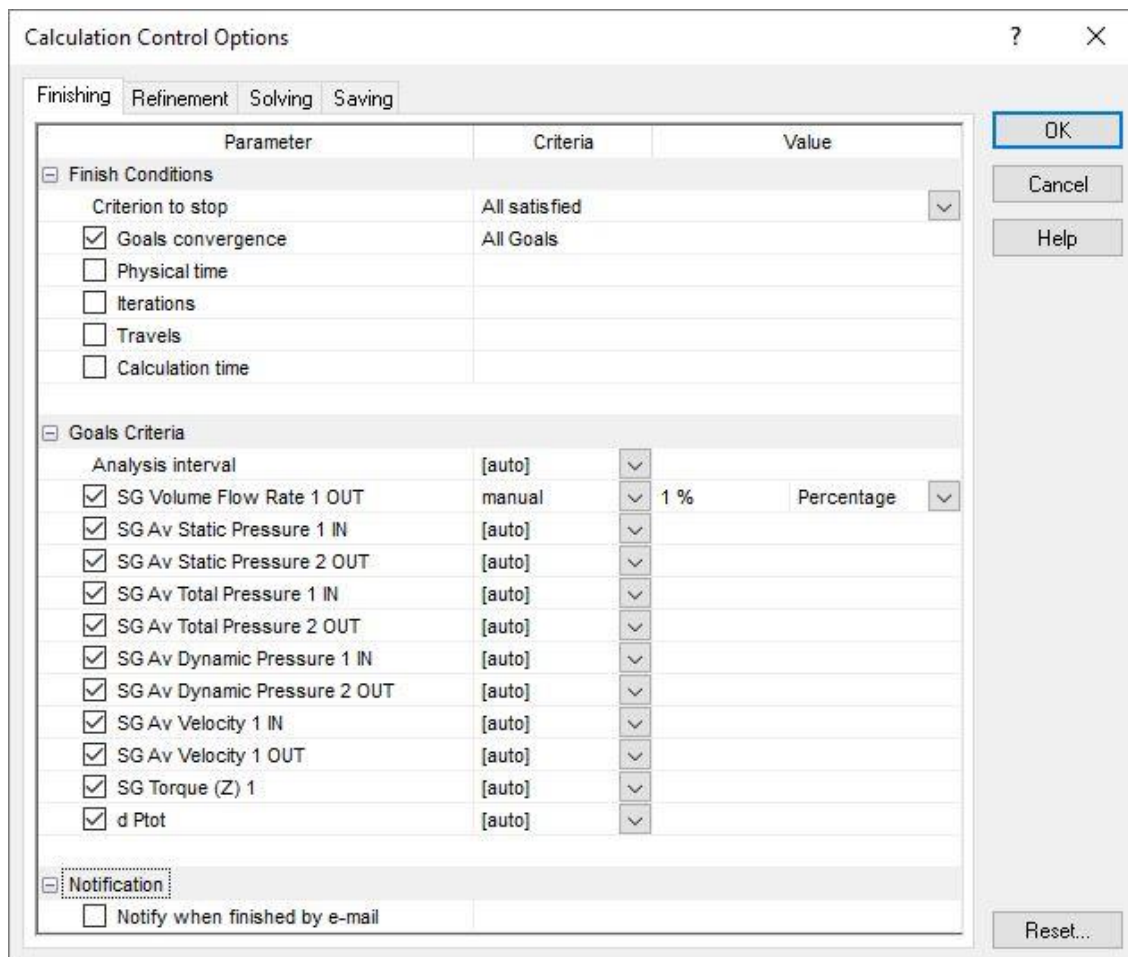 Calculation Control Options ?
Finishing Refinement Solving Saving
Parameter Criteria Value
Finish Conditions
Criterion to stop All satisfied
Goals convergence All Goals
Physical time
Iterations
Travels
Calculation time
Goals Criteria
Analysis interval [auto]
SG Volume Flow Rate 1 OUT manual 1 % Percentage
SG Av Static Pressure 1 IN [auto]
SG Av Static Pressure 2 OUT [auto]
SG Av Total Pressure 1 IN [auto]
SG Av Total Pressure 2 OUT [auto]
SG Av Dynamic Pressure 1 IN [auto]
SG Av Dynamic Pressure 2 OUT [auto]
SG Av Velocity 1 IN [auto]
SG Av Velocity 1 OUT [auto]
SG Torque (Z) 1 [auto]
d Ptot [auto]
Notification
Notify when finished by e-mail
OK
Cancel
Help
Reset...